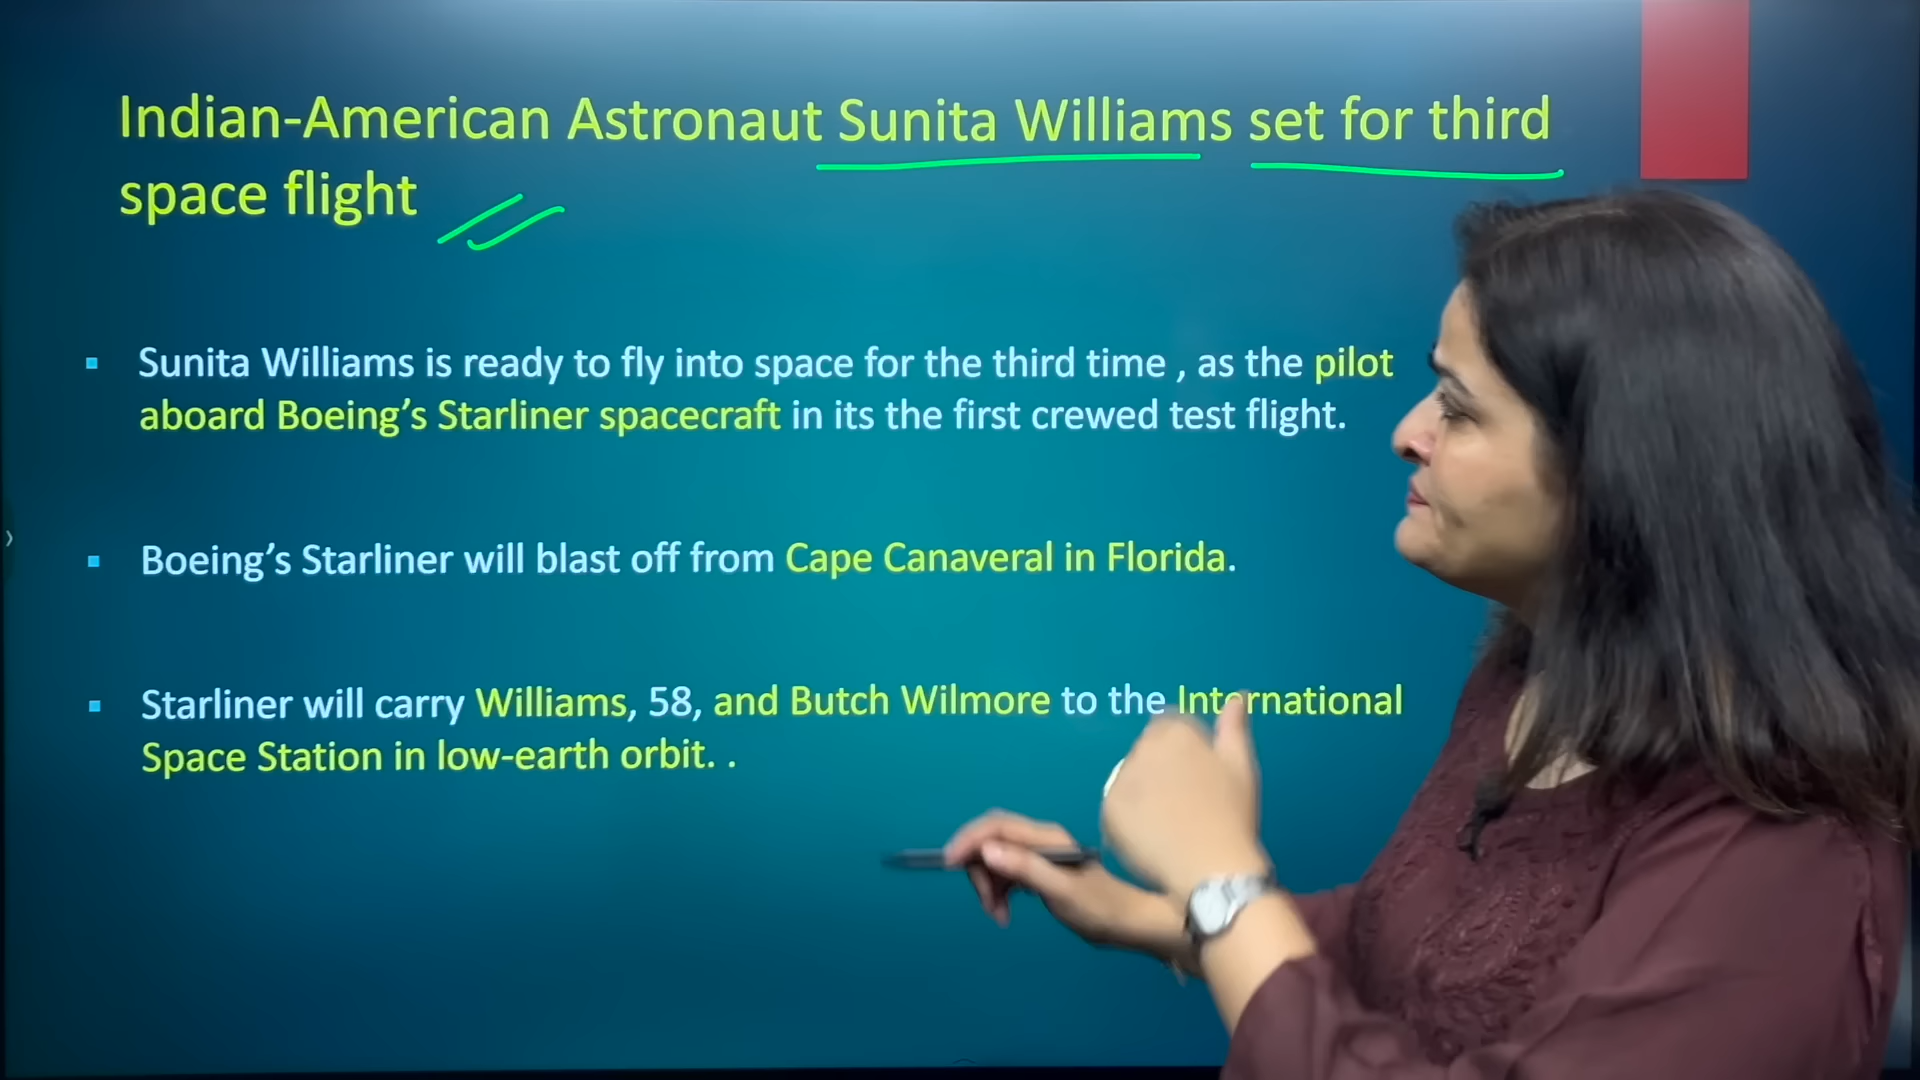 Indian-American Astronaut Sunita Williams set for third
space flight
Sunita Williams is ready to fly into space for the third time , as the pilot
aboard Boeing’s Starliner spacecraft in its the first crewed test flight.
Boeing’s Starliner will blast off from Cape Canaveral in Florida.
Starliner will carry Williams, 58, and Butch Wilmore to the International
Space Station in low-earth orbit. .